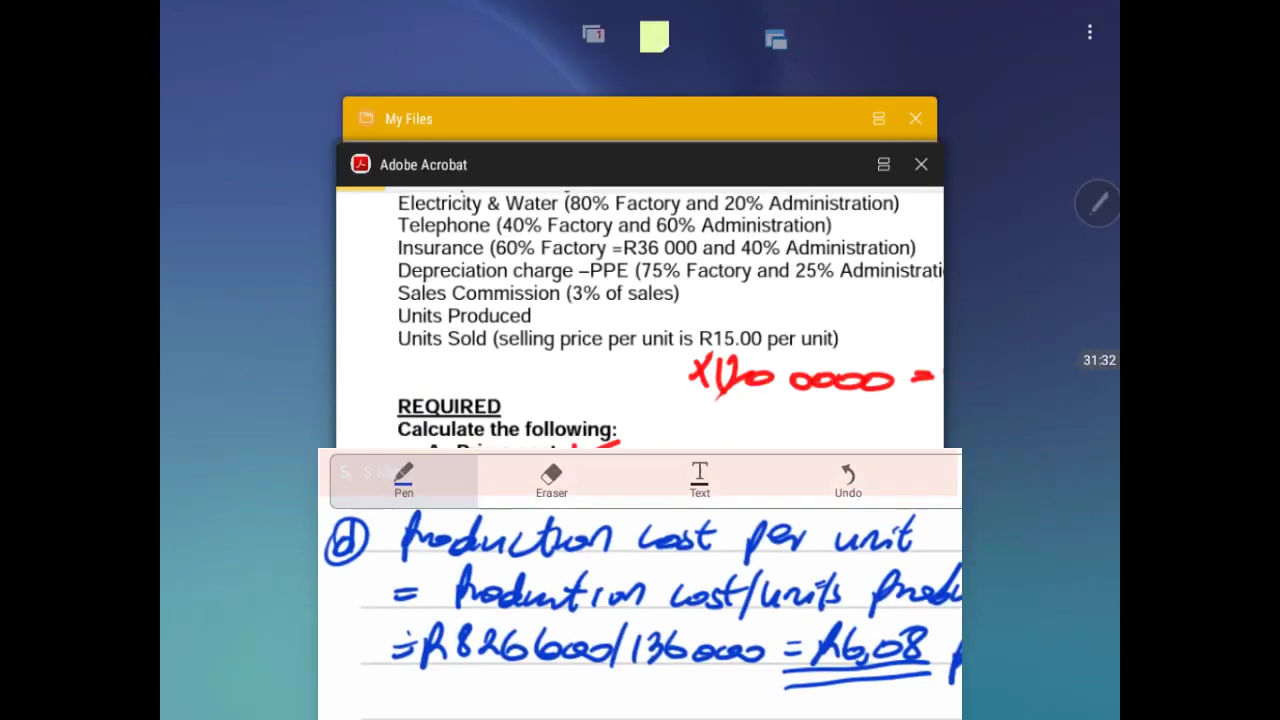 1
My Files
Adobe Acrobat
Electricity & Water (80% Factory and 20% Administration)
Telephone (40% Factory and 60% Administration)
Insurance (60% Factory =R36 000 and 40% Administration)
Depreciation charge –PPE (75% Factory and 25% Administrati
Sales Commission (3% of sales)
Units Produced
Units Sold (selling price per unit is R15.00 per unit)
31:32
REQUIRED
Calculate the following:
Pen
Eraser
Text
Undo
d Production cost per unit
= Production cost/units produ
= R826600/136000 = R6,08 p